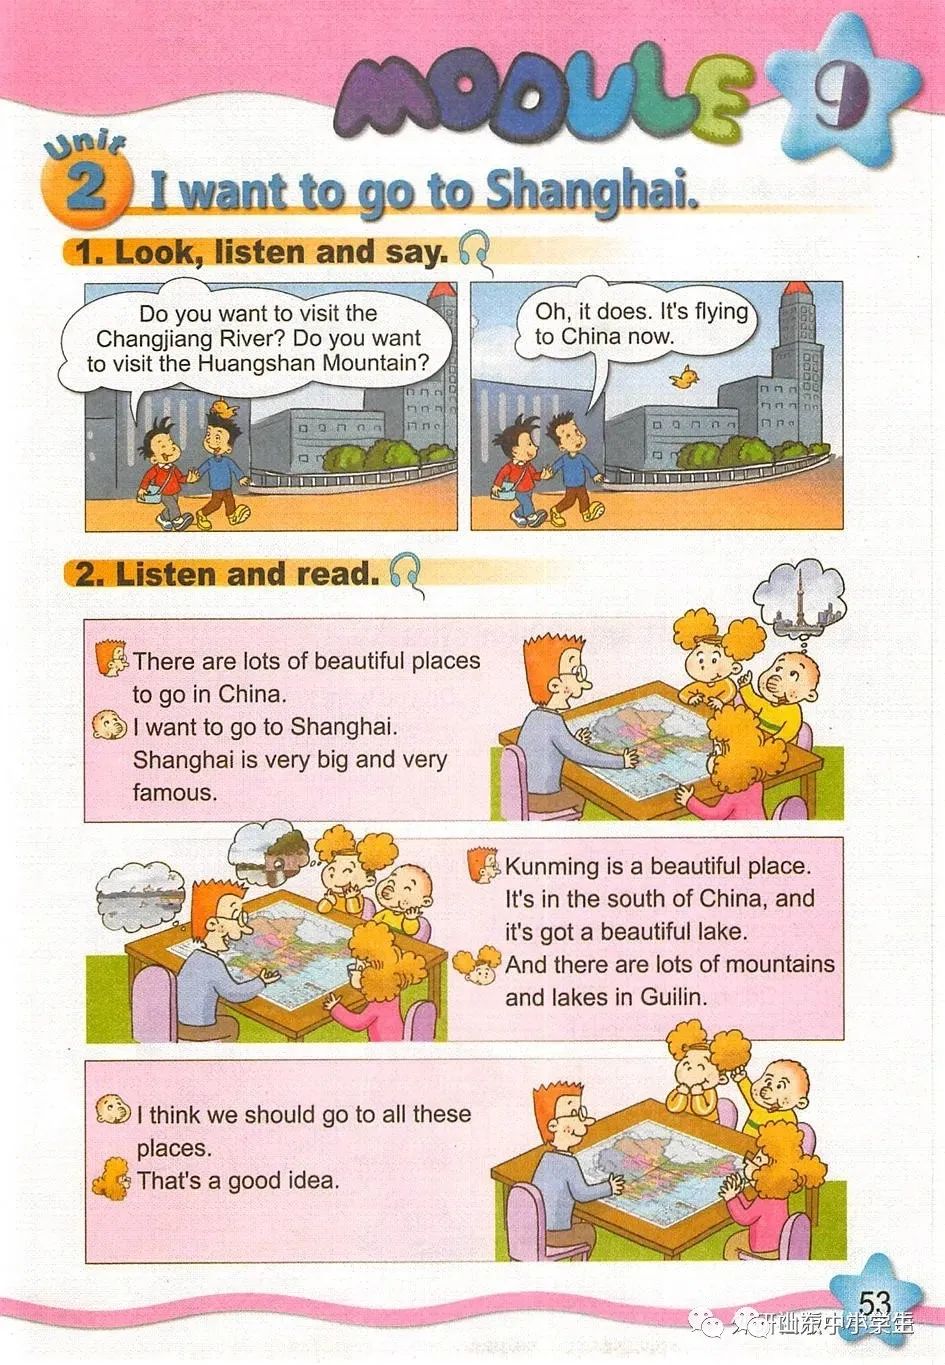 MODULE 9
Unit 2 I want to go to Shanghai.
1. Look, listen and say.
Do you want to visit the
Changjiang River? Do you want
to visit the Huangshan Mountain?
Oh, it does. It's flying
to China now.
2. Listen and read.
There are lots of beautiful places
to go in China.
I want to go to Shanghai.
Shanghai is very big and very
famous.
Kunming is a beautiful place.
It's in the south of China, and
it's got a beautiful lake.
And there are lots of mountains
and lakes in Guilin.
I think we should go to all these
places.
That's a good idea.
53